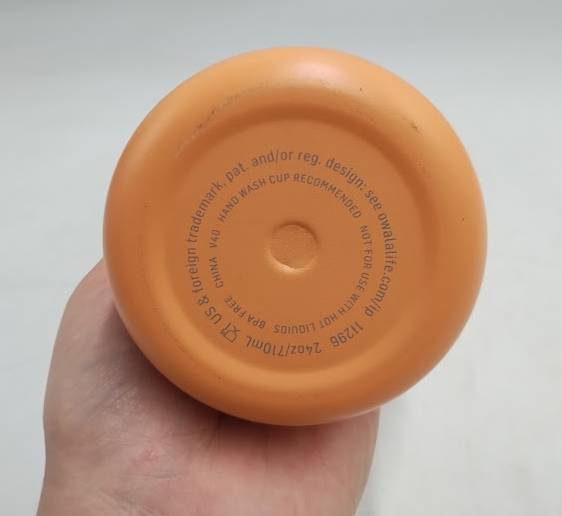 US & foreign trademark, pat. and/or reg. design: see owalalife.com/ip 11296 24oz/710mL
HAND WASH CUP RECOMMENDED NOT FOR USE WITH HOT LIQUIDS BPA FREE CHINA V40